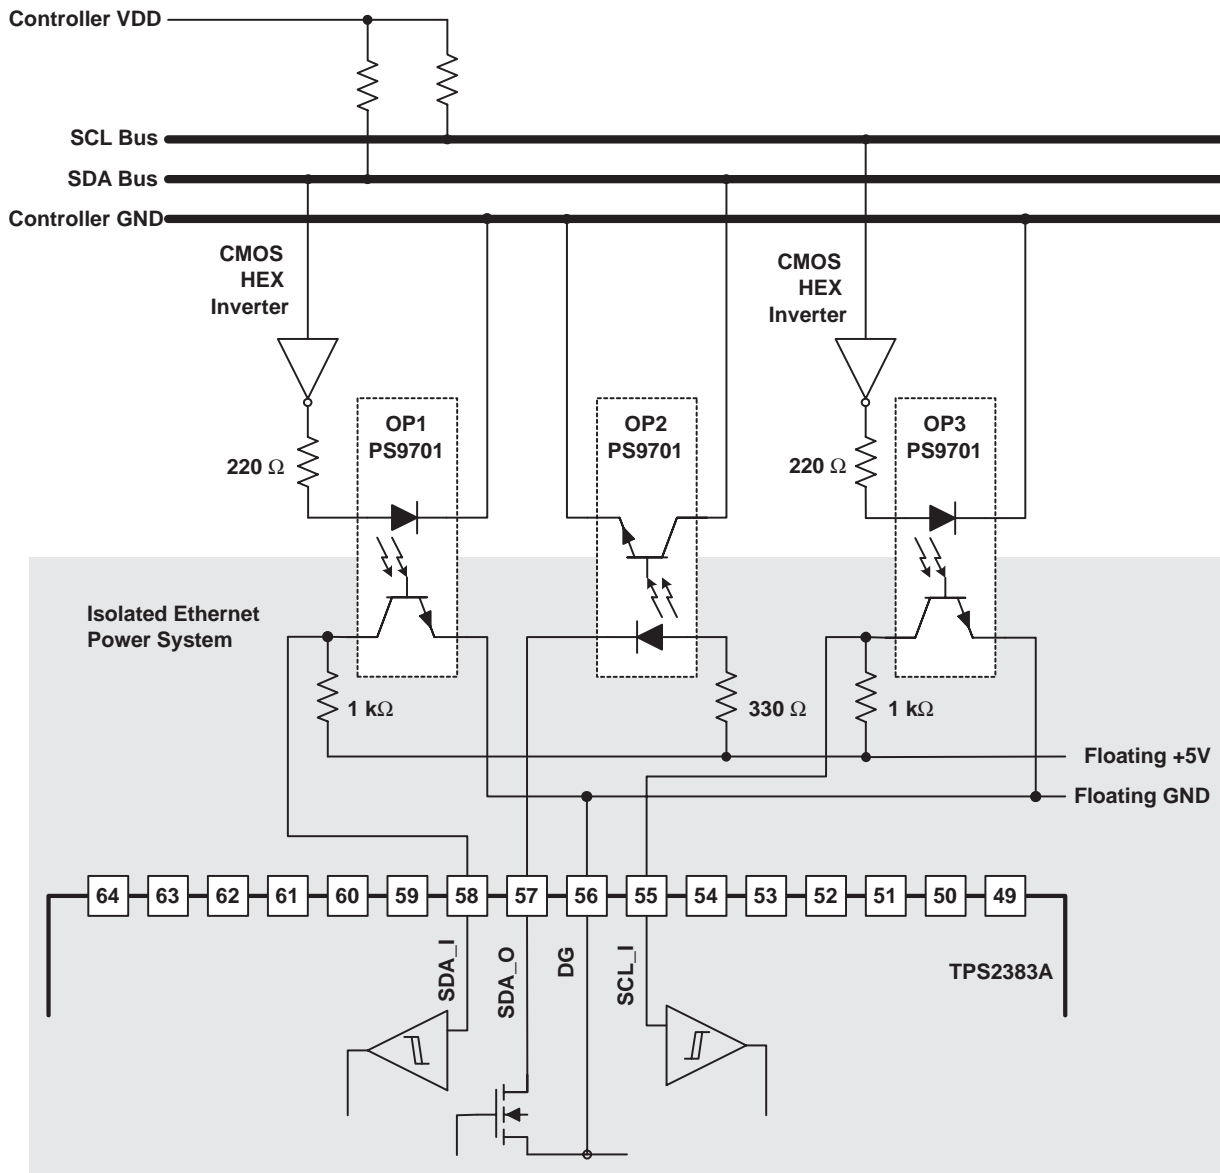 Controller VDD
SCL Bus
SDA Bus
Controller GND
CMOS
HEX
Inverter
CMOS
HEX
Inverter
OP1
PS9701
OP2
PS9701
OP3
PS9701
220 Ω
220 Ω
Isolated Ethernet
Power System
1 kΩ
330 Ω
1 kΩ
Floating +5V
Floating GND
64
63
62
61
60
59
58
57
56
55
54
53
52
51
50
49
SDA_I
SDA_O
DG
SCL_I
TPS2383A